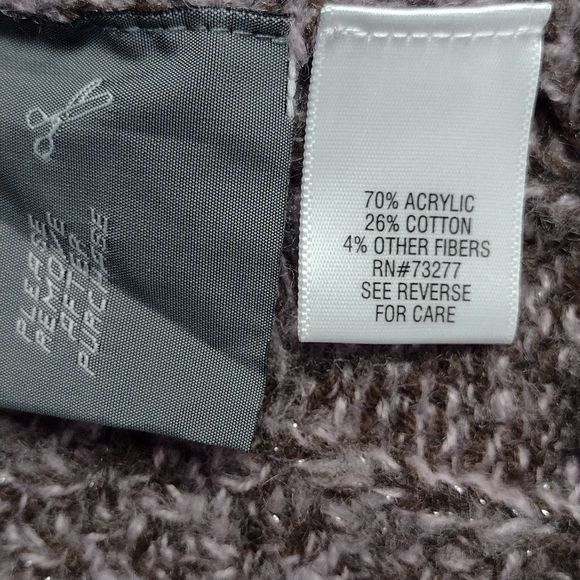 PLEASE
REMOVE
AFTER
PURCHASE
70% ACRYLIC
26% COTTON
4% OTHER FIBERS
RN#73277
SEE REVERSE
FOR CARE